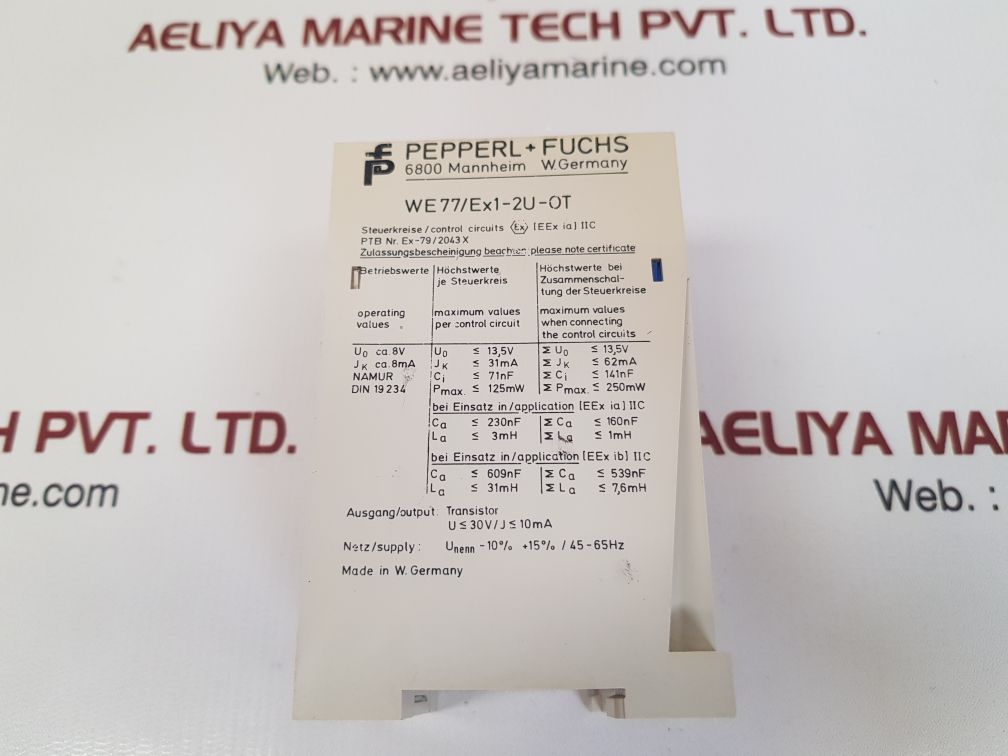 AELIYA MARINE TECH PVT. LTD.
Web. : www.aeliyamarine.com
PEPPERL + FUCHS
6800 Mannheim W.Germany
WE77/Ex1-2U-OT
Steuerkreise/control circuits Ex [EEx ia] IIC
PTB Nr. Ex-79/2043 X
Zulassungsbescheinigung beachten please note certificate
Betriebswerte
Höchstwerte
je Steuerkreis
Höchstwerte bei
Zusammenschal-
tung der Steuerkreise
operating
values
maximum values
per control circuit
maximum values
when connecting
the control circuits
U₀ ca. 8V U₀ ≤ 13,5V Σ U₀ ≤ 13,5V
Jₖ ca. 8mA Jₖ ≤ 31mA Σ Jₖ ≤ 62mA
NAMUR Cᵢ ≤ 71nF Σ Cᵢ ≤ 141nF
DIN 19234 Pmax. ≤ 125mW Σ Pmax. ≤ 250mW
bei Einsatz in/application [EEx ia] IIC
Cₐ ≤ 230nF Σ Cₐ ≤ 160nF
Lₐ ≤ 3mH Σ Lₐ ≤ 1mH
bei Einsatz in/application [EEx ib] IIC
Cₐ ≤ 609nF Σ Cₐ ≤ 539nF
Lₐ ≤ 31mH Σ Lₐ ≤ 7,6mH
Ausgang/output: Transistor
U ≤ 30V / J ≤ 10mA
Netz/supply: Unenn -10% +15% / 45-65Hz
Made in W. Germany
H PVT. LTD.
ne.com
AELIYA MA
Web. :